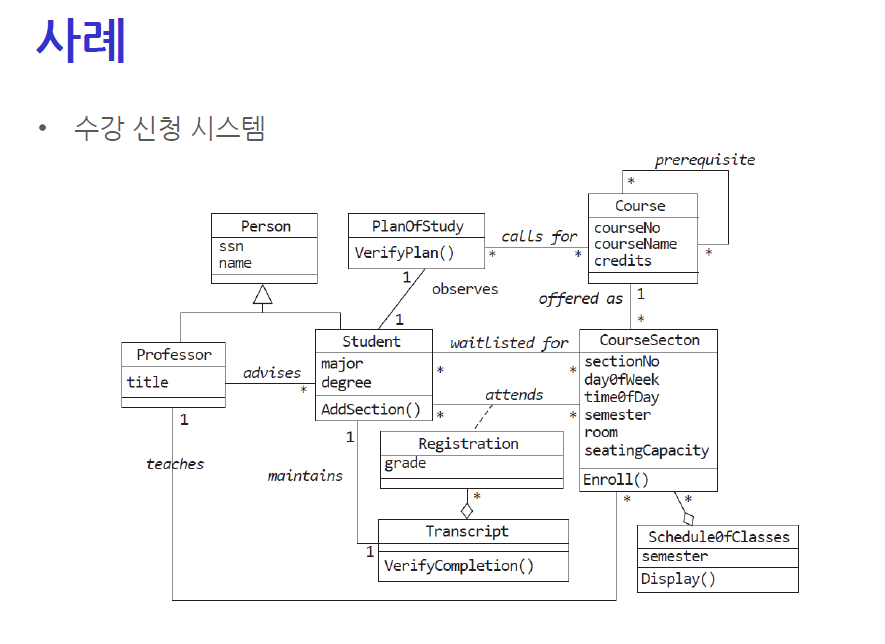 사례
• 수강 신청 시스템
prerequisite
*
Course
courseNo
courseName
credits
*
Person
ssn
name
PlanOfStudy
VerifyPlan()
calls for
*
*
1
observes
1
offered as
1
*
Professor
title
advises
*
Student
major
degree
AddSection()
waitlisted for
*
*
attends
*
*
CourseSecton
sectionNo
dayOfWeek
timeOfDay
semester
room
seatingCapacity
Enroll()
1
teaches
1
maintains
1
Registration
grade
*
Transcript
VerifyCompletion()
*
*
ScheduleOfClasses
semester
Display()